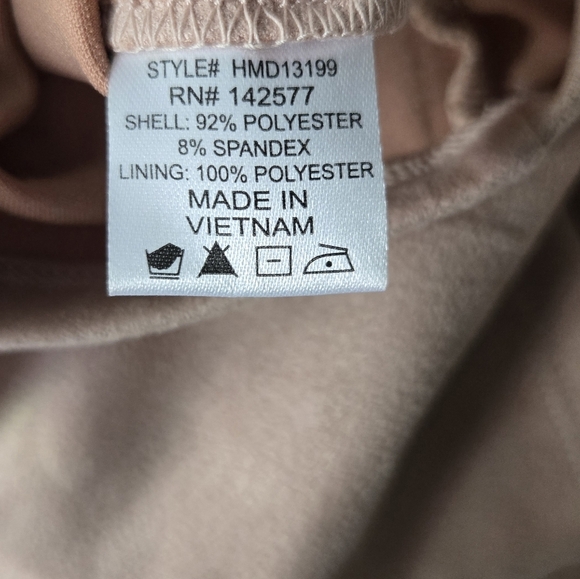 STYLE# HMD13199
RN# 142577
SHELL: 92% POLYESTER
8% SPANDEX
LINING: 100% POLYESTER
MADE IN
VIETNAM